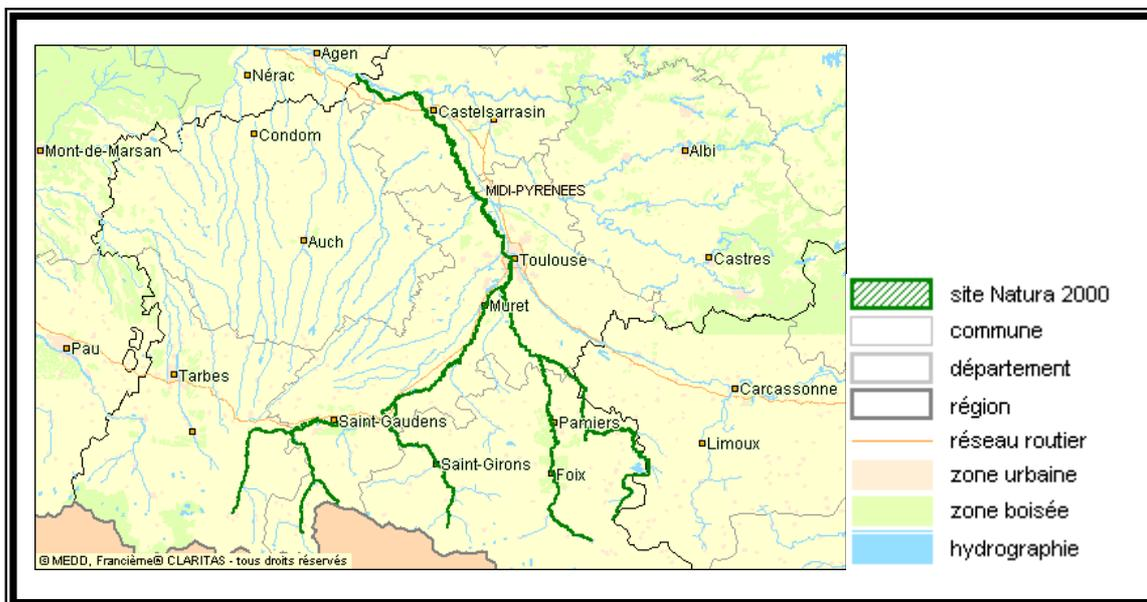 Agen
Nérac
Castelsarrasin
Condom
Mont-de-Marsan
Albi
MIDI-PYRENEES
Auch
Toulouse
Castres
Muret
Pau
Tarbes
Carcassonne
Saint-Gaudens
Pamiers
Limoux
Saint-Girons
Foix
© MEDD, Francième® CLARITAS - tous droits réservés
site Natura 2000
commune
département
région
réseau routier
zone urbaine
zone boisée
hydrographie